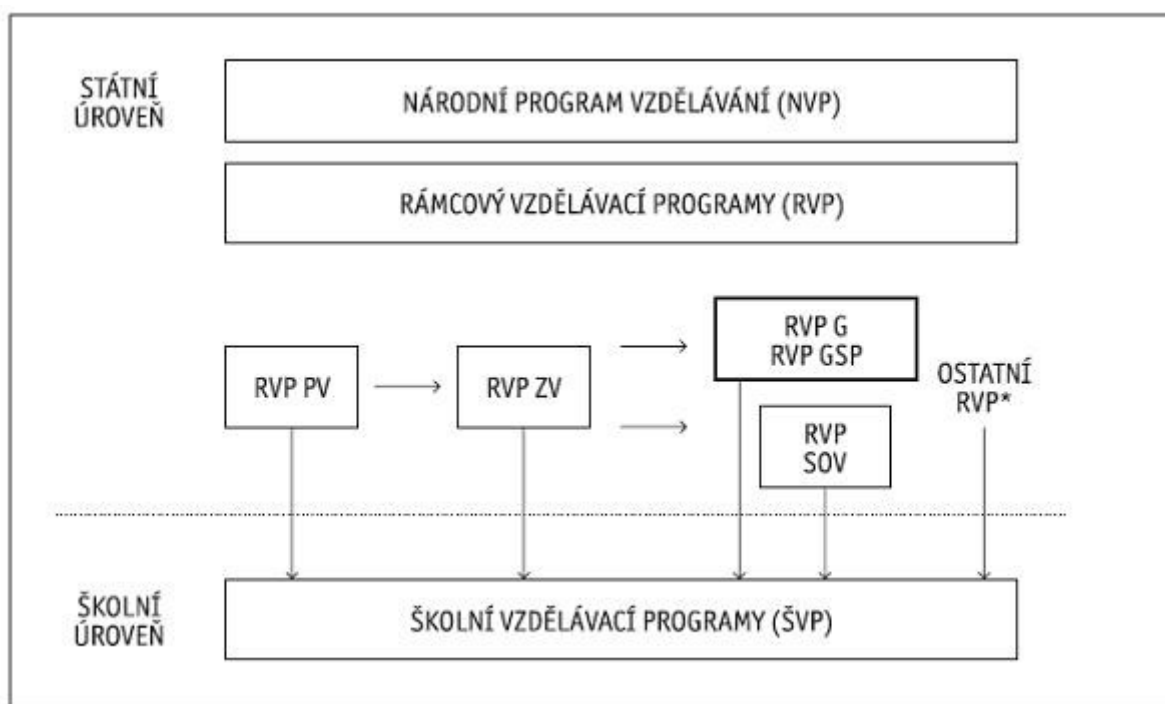 STÁTNÍ
ÚROVEŇ
NÁRODNÍ PROGRAM VZDĚLÁVÁNÍ (NVP)
RÁMCOVÝ VZDĚLÁVACÍ PROGRAMY (RVP)
RVP PV
RVP ZV
RVP G
RVP GSP
RVP
SOV
OSTATNÍ
RVP*
ŠKOLNÍ
ÚROVEŇ
ŠKOLNÍ VZDĚLÁVACÍ PROGRAMY (ŠVP)